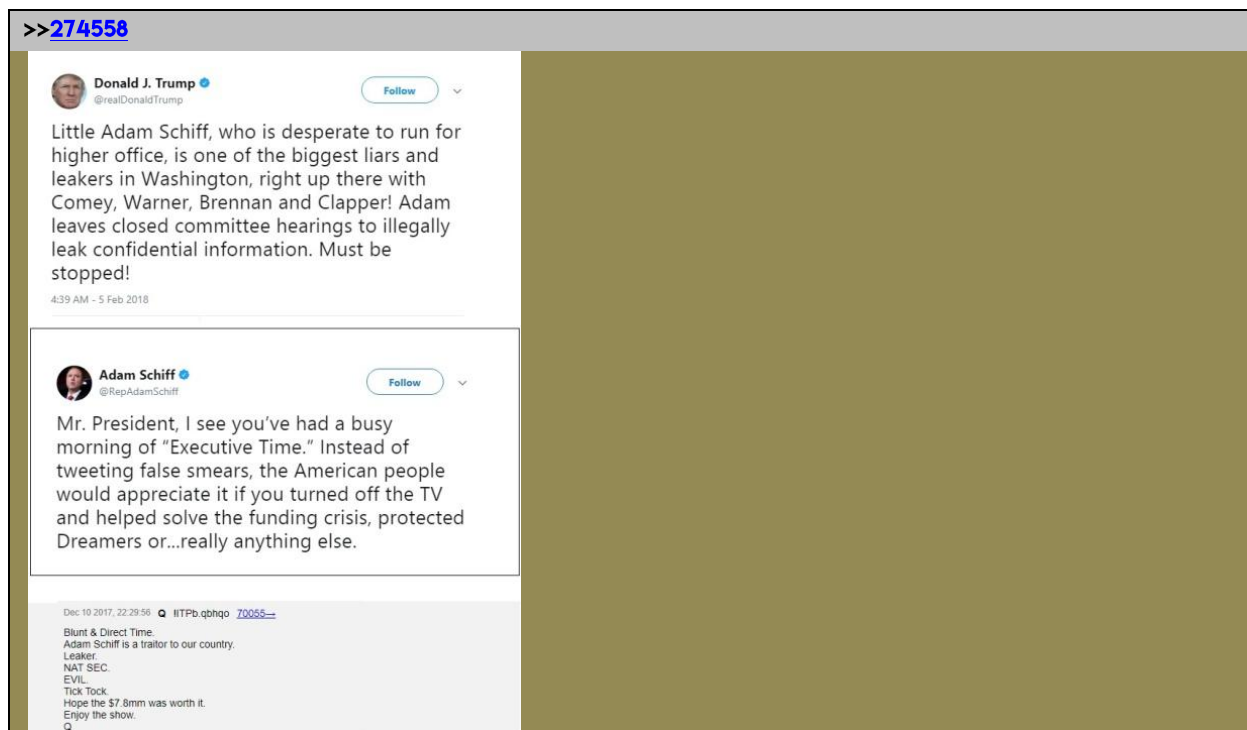 >>274558
Donald J. Trump
@realDonaldTrump
Follow
Little Adam Schiff, who is desperate to run for
higher office, is one of the biggest liars and
leakers in Washington, right up there with
Comey, Warner, Brennan and Clapper! Adam
leaves closed committee hearings to illegally
leak confidential information. Must be
stopped!
4:39 AM - 5 Feb 2018
Adam Schiff
@RepAdamSchiff
Follow
Mr. President, I see you've had a busy
morning of “Executive Time.” Instead of
tweeting false smears, the American people
would appreciate it if you turned off the TV
and helped solve the funding crisis, protected
Dreamers or...really anything else.
Dec 10 2017, 22:29:56 Q !!ITPb.qbhqo 70055→
Blunt & Direct Time.
Adam Schiff is a traitor to our country.
Leaker.
NAT SEC.
EVIL.
Tick Tock.
Hope the $7.8mm was worth it.
Enjoy the show.
Q